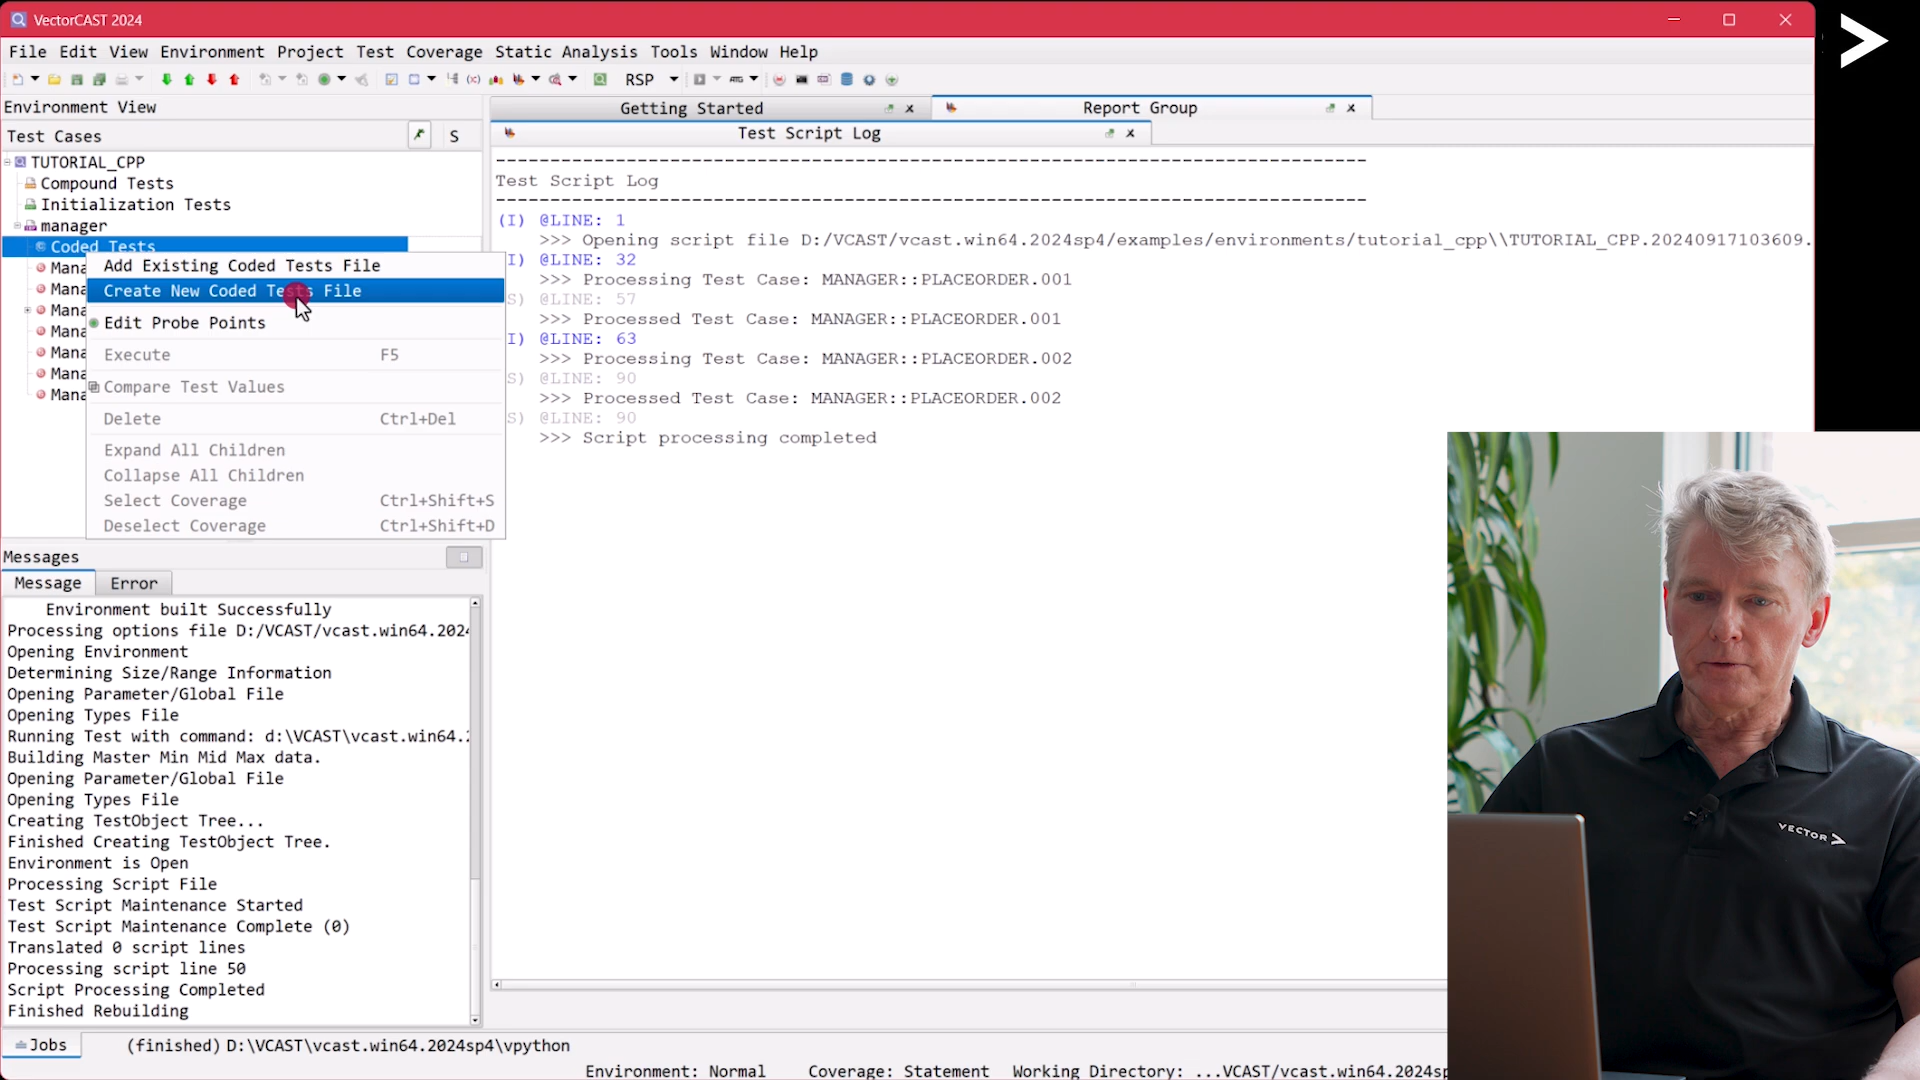 VectorCAST 2024
File Edit View Environment Project Test Coverage Static Analysis Tools Window Help
RSP
Environment View
Getting Started
Report Group
Test Cases
S
Test Script Log
TUTORIAL_CPP
Compound Tests
Initialization Tests
manager
Coded Tests
Mana
Mana
Mana
Mana
Mana
Mana
Mana
Add Existing Coded Tests File
Create New Coded Tests File
Edit Probe Points
Execute F5
Compare Test Values
Delete Ctrl+Del
Expand All Children
Collapse All Children
Select Coverage Ctrl+Shift+S
Deselect Coverage Ctrl+Shift+D
Test Script Log
(I) @LINE: 1
>>> Opening script file D:/VCAST/vcast.win64.2024sp4/examples/environments/tutorial_cpp\\TUTORIAL_CPP.20240917103609.
I) @LINE: 32
>>> Processing Test Case: MANAGER::PLACEORDER.001
S) @LINE: 57
>>> Processed Test Case: MANAGER::PLACEORDER.001
I) @LINE: 63
>>> Processing Test Case: MANAGER::PLACEORDER.002
S) @LINE: 90
>>> Processed Test Case: MANAGER::PLACEORDER.002
S) @LINE: 90
>>> Script processing completed
Messages
Message Error
Environment built Successfully
Processing options file D:/VCAST/vcast.win64.2024
Opening Environment
Determining Size/Range Information
Opening Parameter/Global File
Opening Types File
Running Test with command: d:\VCAST\vcast.win64.2
Building Master Min Mid Max data.
Opening Parameter/Global File
Opening Types File
Creating TestObject Tree...
Finished Creating TestObject Tree.
Environment is Open
Processing Script File
Test Script Maintenance Started
Test Script Maintenance Complete (0)
Translated 0 script lines
Processing script line 50
Script Processing Completed
Finished Rebuilding
Jobs
(finished) D:\VCAST\vcast.win64.2024sp4\vpython
Environment: Normal Coverage: Statement Working Directory: ...VCAST/vcast.win64.2024sp
VECTOR